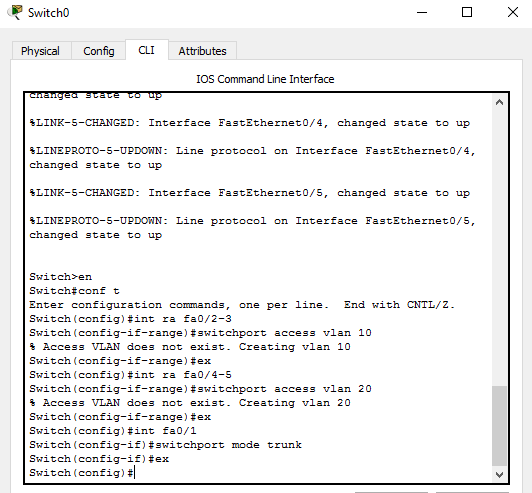 Switch0
Physical Config CLI Attributes
IOS Command Line Interface
changed state to up
%LINK-5-CHANGED: Interface FastEthernet0/4, changed state to up
%LINEPROTO-5-UPDOWN: Line protocol on Interface FastEthernet0/4,
changed state to up
%LINK-5-CHANGED: Interface FastEthernet0/5, changed state to up
%LINEPROTO-5-UPDOWN: Line protocol on Interface FastEthernet0/5,
changed state to up
Switch>en
Switch#conf t
Enter configuration commands, one per line.  End with CNTL/Z.
Switch(config)#int ra fa0/2-3
Switch(config-if-range)#switchport access vlan 10
% Access VLAN does not exist. Creating vlan 10
Switch(config-if-range)#ex
Switch(config)#int ra fa0/4-5
Switch(config-if-range)#switchport access vlan 20
% Access VLAN does not exist. Creating vlan 20
Switch(config-if-range)#ex
Switch(config)#int fa0/1
Switch(config-if)#switchport mode trunk
Switch(config-if)#ex
Switch(config)#